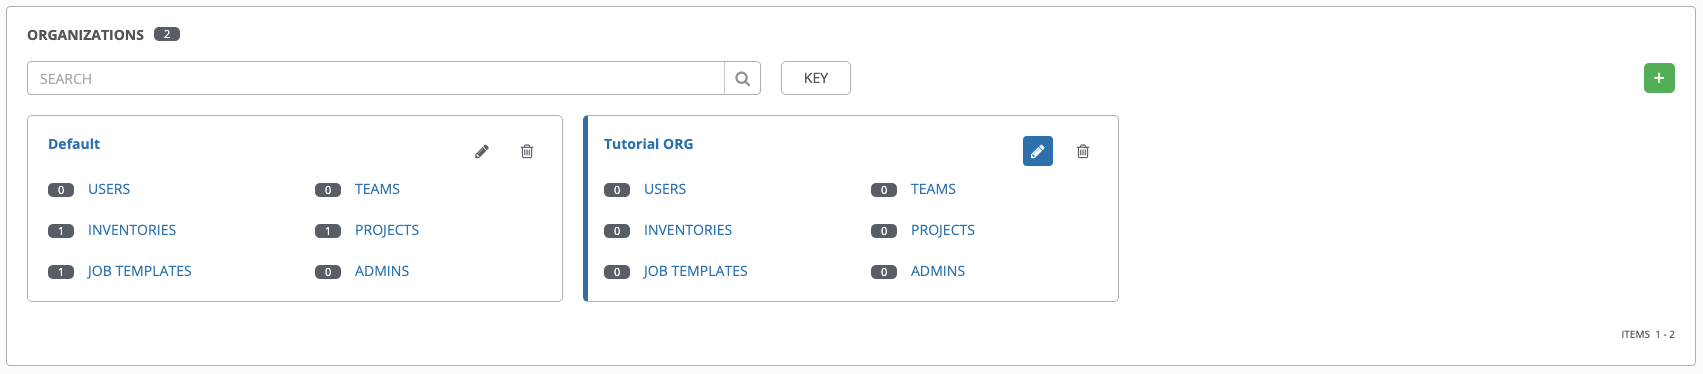 ORGANIZATIONS 2
SEARCH KEY +
Default
0 USERS 0 TEAMS
1 INVENTORIES 1 PROJECTS
1 JOB TEMPLATES 0 ADMINS
Tutorial ORG
0 USERS 0 TEAMS
0 INVENTORIES 0 PROJECTS
0 JOB TEMPLATES 0 ADMINS
ITEMS 1 - 2